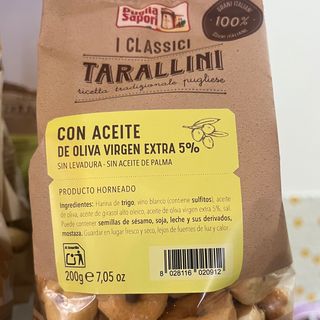 Puglia
Sapori
GRANI ITALIANI
100%
I CLASSICI
TARALLINI
ricetta tradizionale pugliese
CON ACEITE
DE OLIVA VIRGEN EXTRA 5%
SIN LEVADURA - SIN ACEITE DE PALMA
PRODUCTO HORNEADO
Ingredientes: Harina de trigo, vino blanco (contiene sulfitos), aceite
de oliva, aceite de girasol alto oleico, aceite de oliva virgen extra 5%, sal.
Puede contener semillas de sésamo, soja, leche y sus derivados,
mostaza. Guardar en lugar fresco y seco, lejos de fuentes de luz y calor
200g e 7,05 oz
8 028116 020912